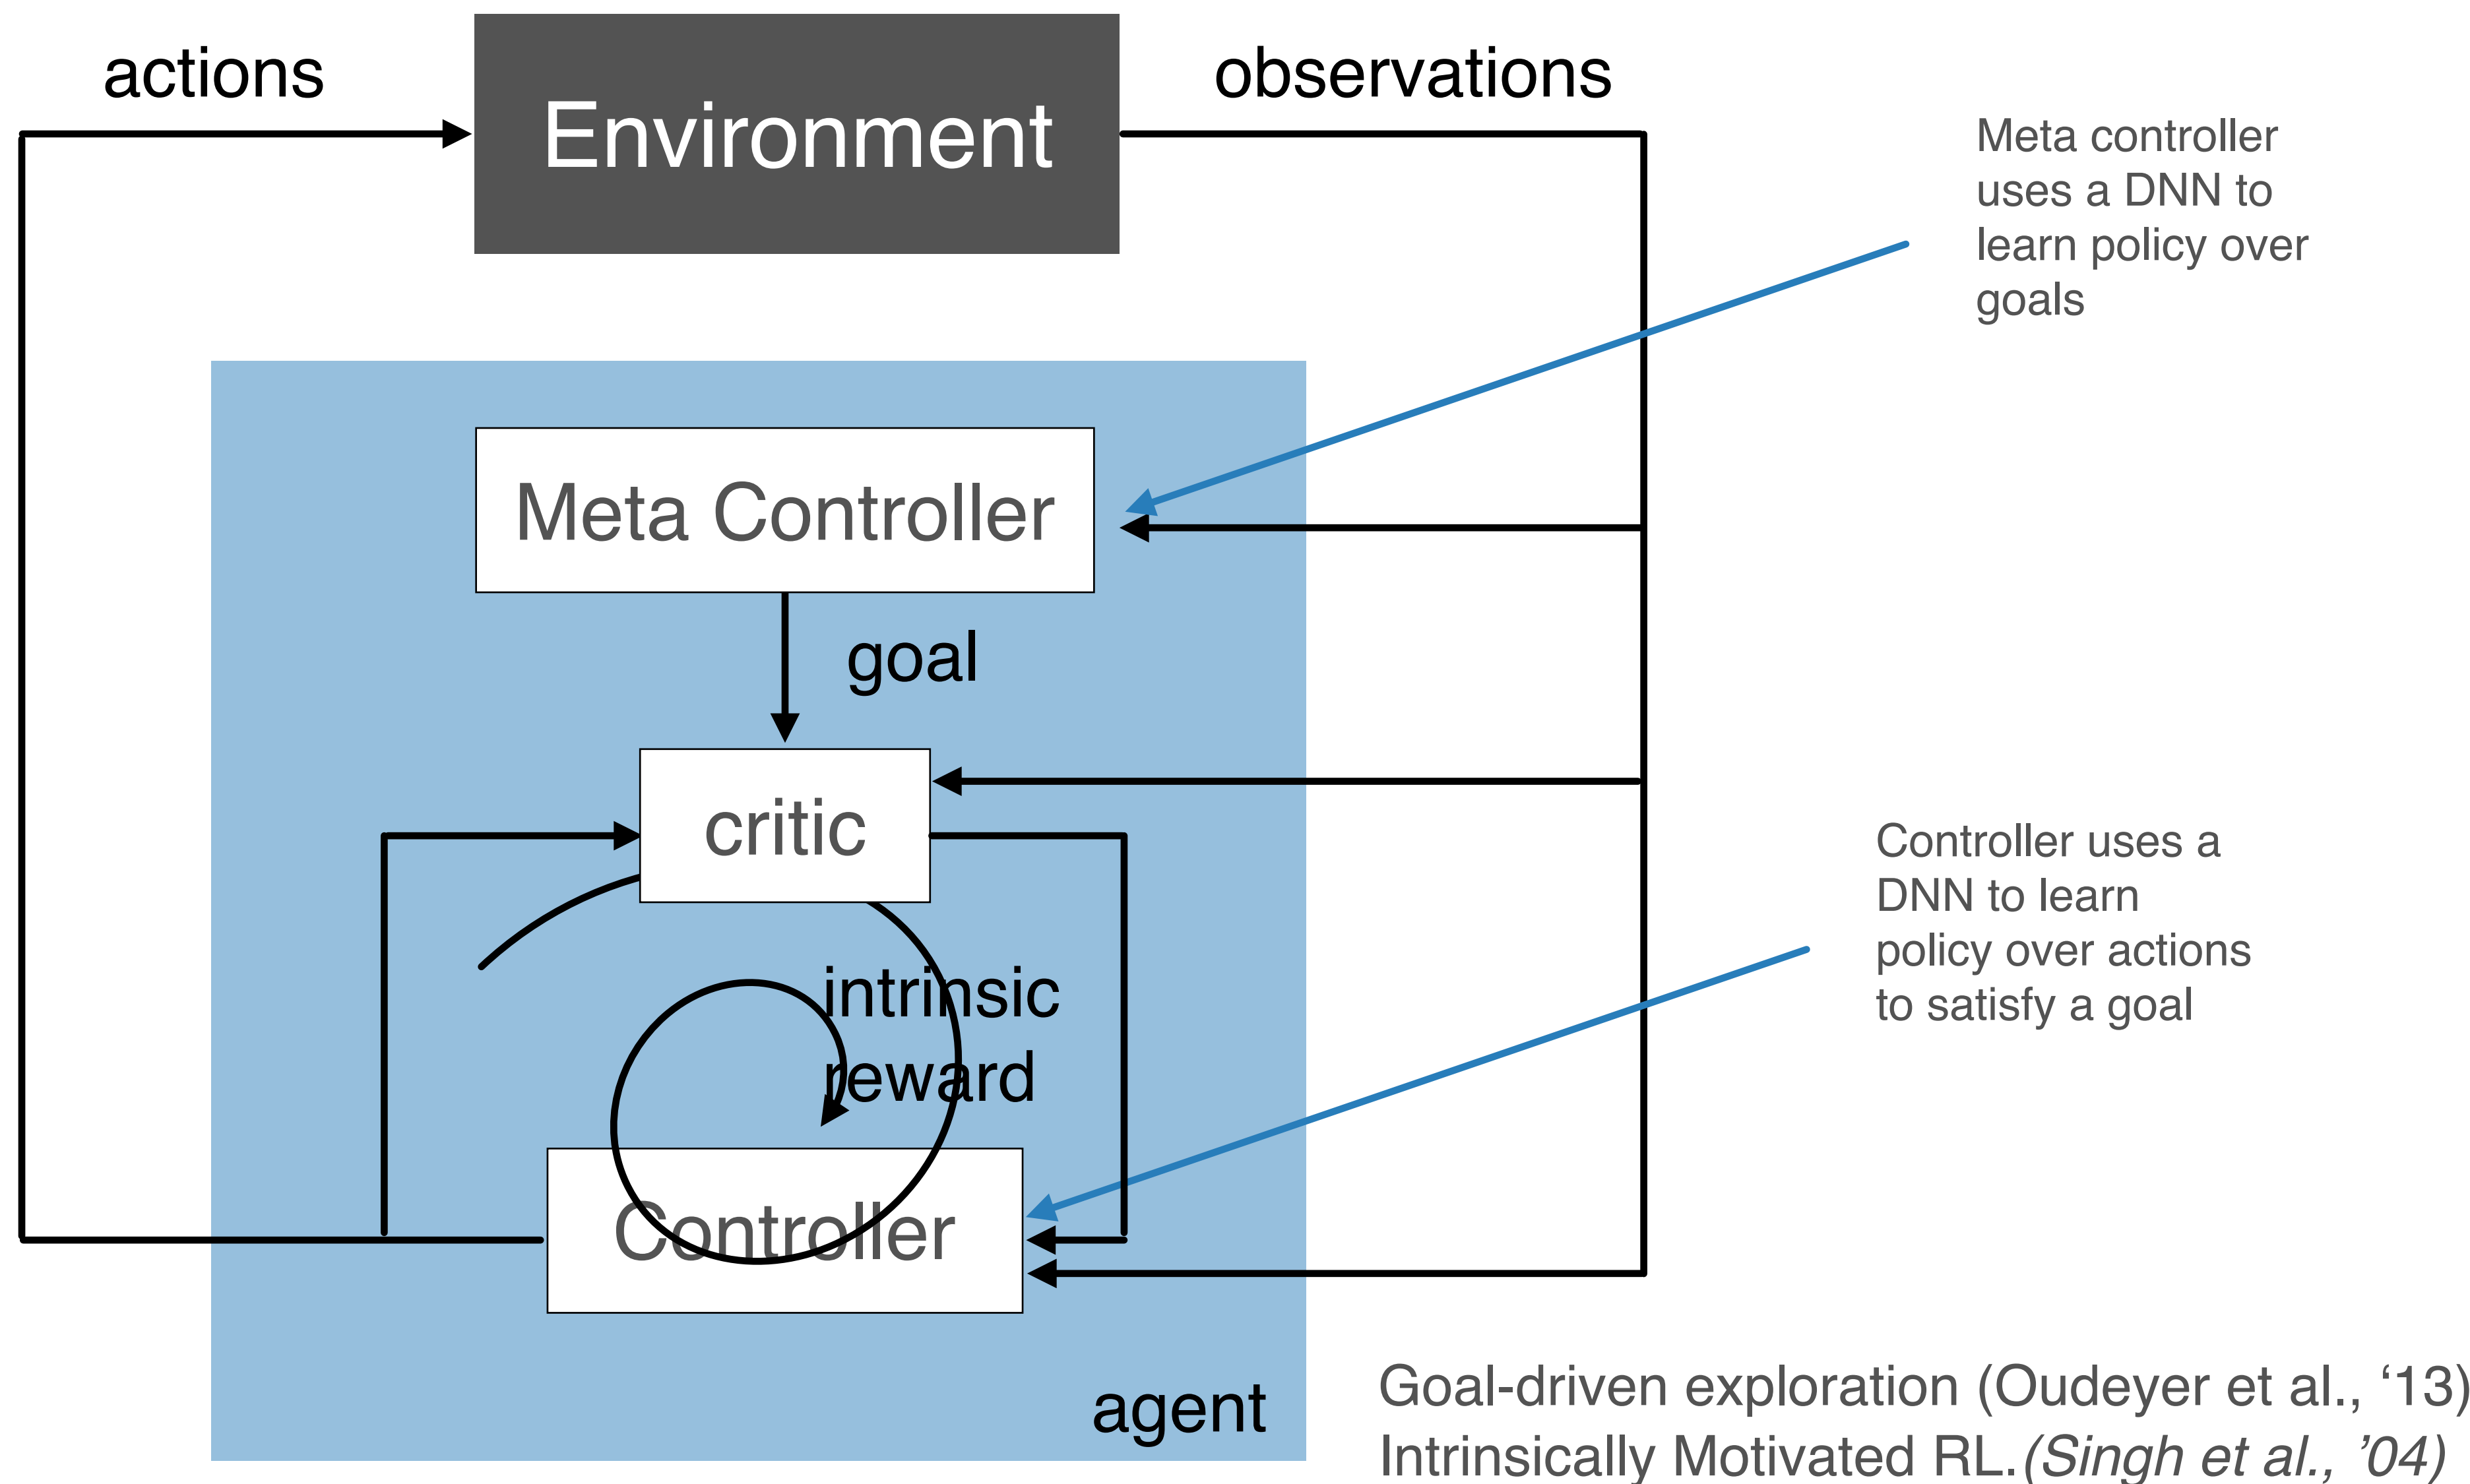 actions
Environment
observations
Meta controller
uses a DNN to
learn policy over
goals
Meta Controller
goal
critic
Controller uses a
DNN to learn
policy over actions
to satisfy a goal
intrinsic
reward
Controller
agent
Goal-driven exploration (Oudeyer et al., ‘13)
Intrinsically Motivated RL.(Singh et al., ’04)